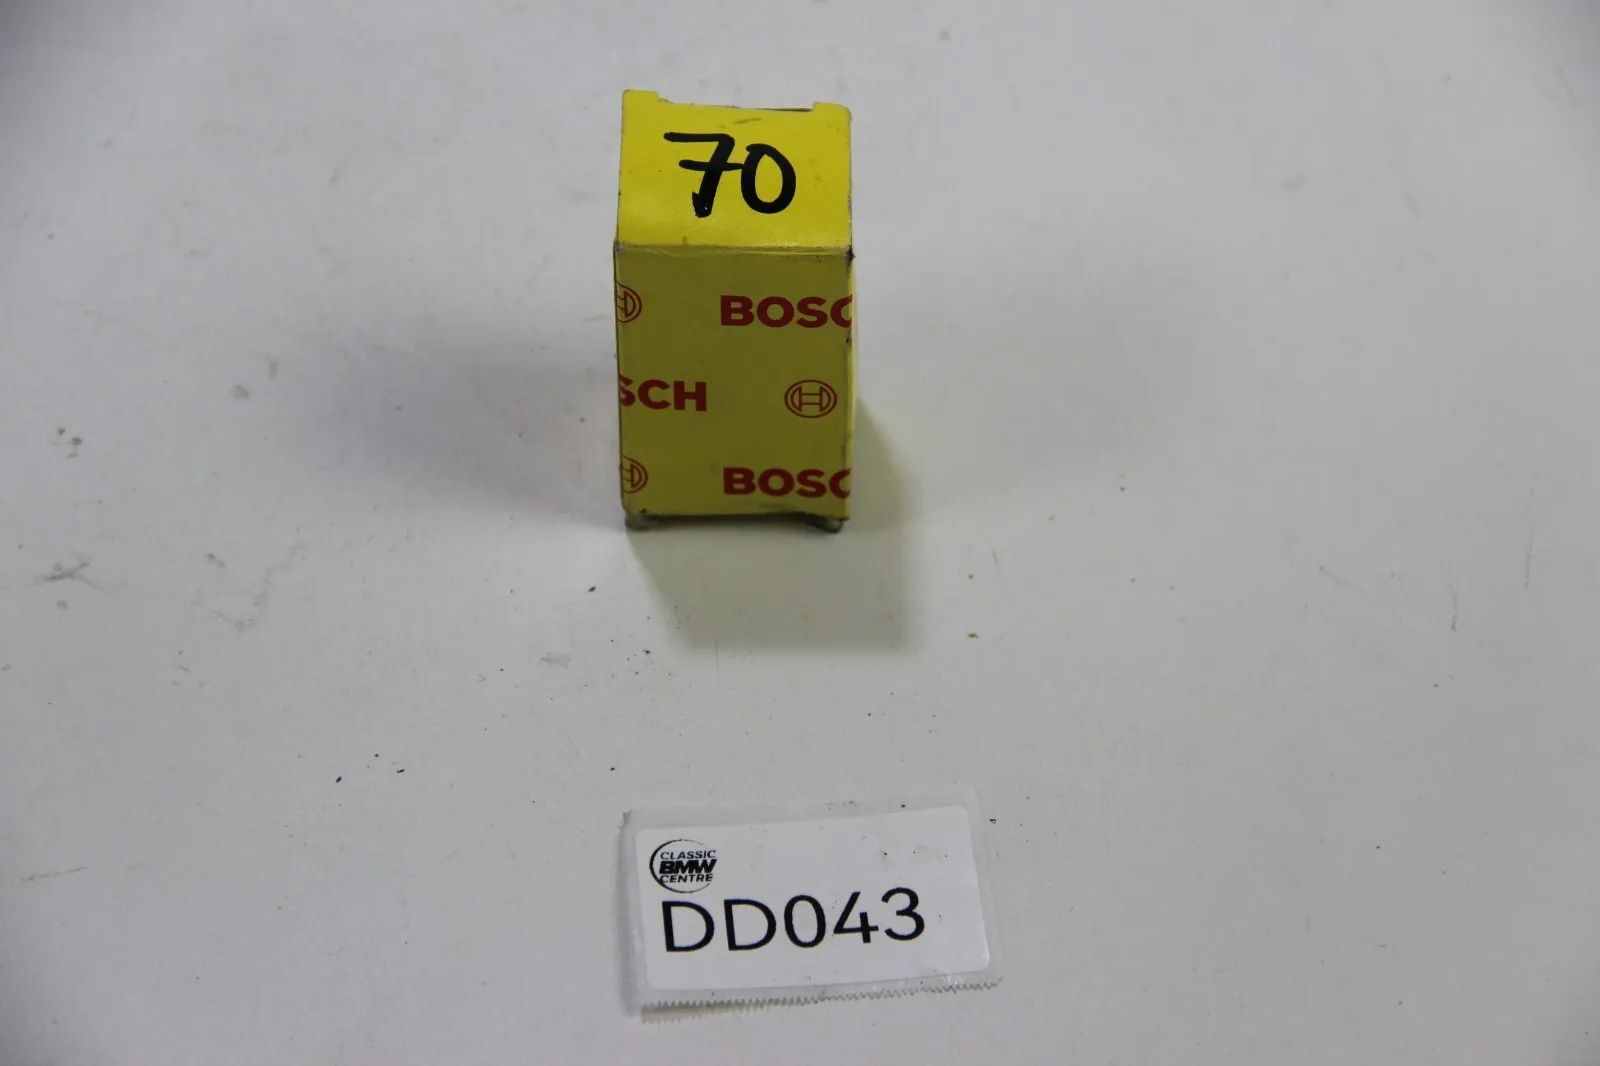 70
BOSC
SCH
BOSC
CLASSIC
BMW
CENTRE
DD043